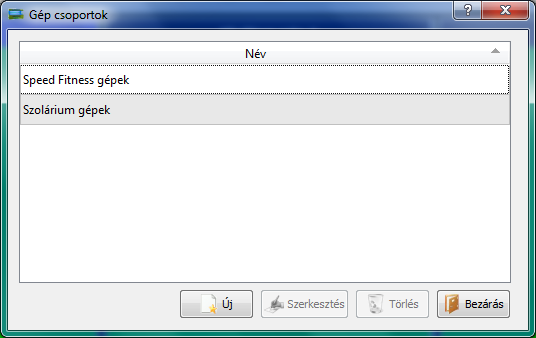 Gép csoportok
Név
Speed Fitness gépek
Szolárium gépek
Új Szerkesztés Törlés Bezárás